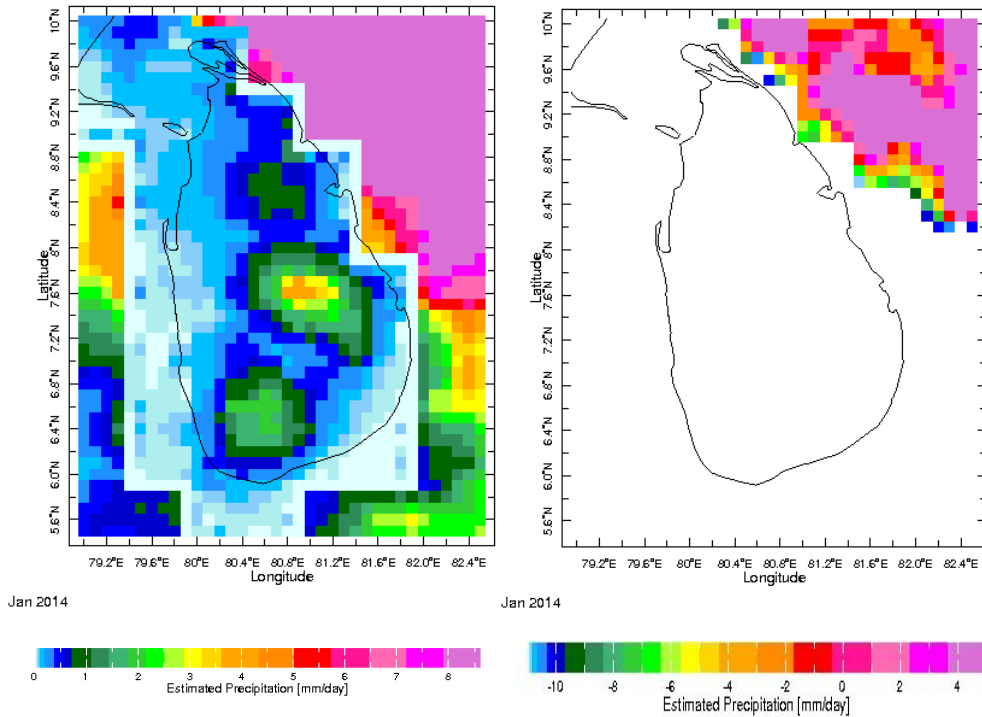 10°N
9.6°N
9.2°N
8.8°N
8.4°N
Latitude
8.0°N
7.6°N
7.2°N
6.8°N
6.4°N
6.0°N
5.6°N
79.2°E 79.6°E 80°E 80.4°E 80.8°E 81.2°E 81.6°E 82.0°E 82.4°E
Longitude
Jan 2014
0 1 2 3 4 5 6 7 8
Estimated Precipitation [mm/day]
10°N
9.6°N
9.2°N
8.8°N
8.4°N
Latitude
8.0°N
7.6°N
7.2°N
6.8°N
6.4°N
6.0°N
5.6°N
79.2°E 79.6°E 80°E 80.4°E 80.8°E 81.2°E 81.6°E 82.0°E 82.4°E
Longitude
Jan 2014
-10 -8 -6 -4 -2 0 2 4
Estimated Precipitation [mm/day]